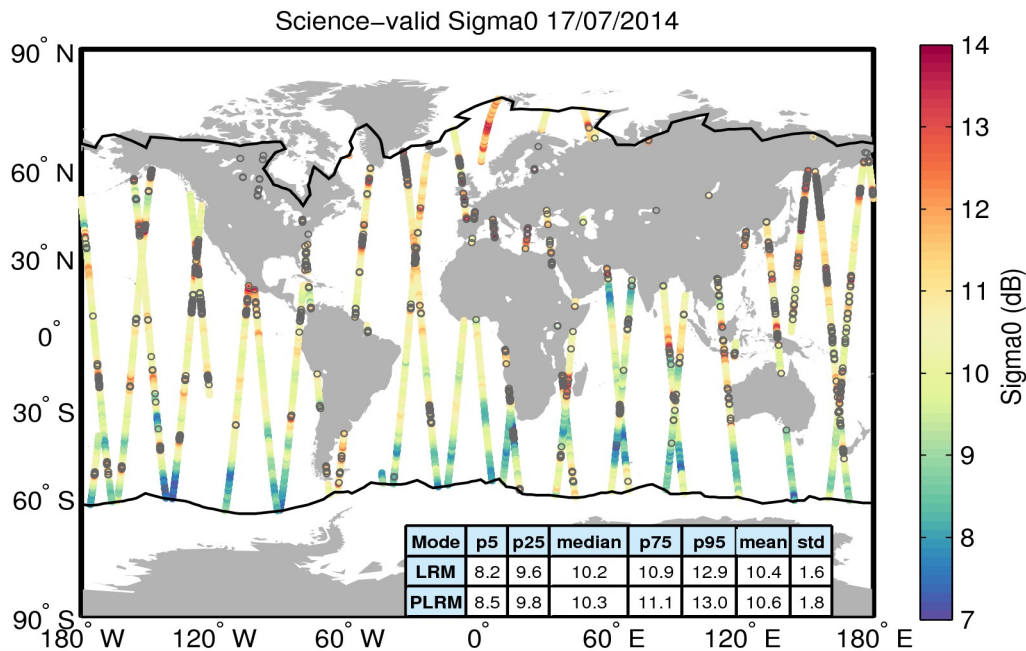 Science−valid Sigma0 17/07/2014
90° N
60° N
30° N
0°
30° S
60° S
90° S
180° W
120° W
60° W
0°
60° E
120° E
180° E
Mode p5 p25 median p75 p95 mean std
LRM 8.2 9.6 10.2 10.9 12.9 10.4 1.6
PLRM 8.5 9.8 10.3 11.1 13.0 10.6 1.8
14
13
12
11
10
9
8
7
Sigma0 (dB)